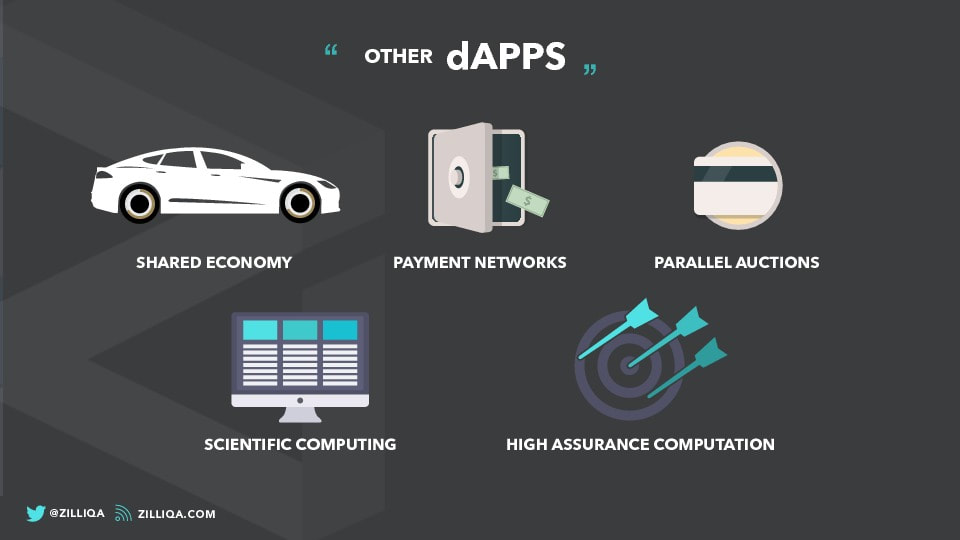 “ OTHER dAPPS „
SHARED ECONOMY
PAYMENT NETWORKS
PARALLEL AUCTIONS
$
$
SCIENTIFIC COMPUTING
HIGH ASSURANCE COMPUTATION
@ZILLIQA
ZILLIQA.COM